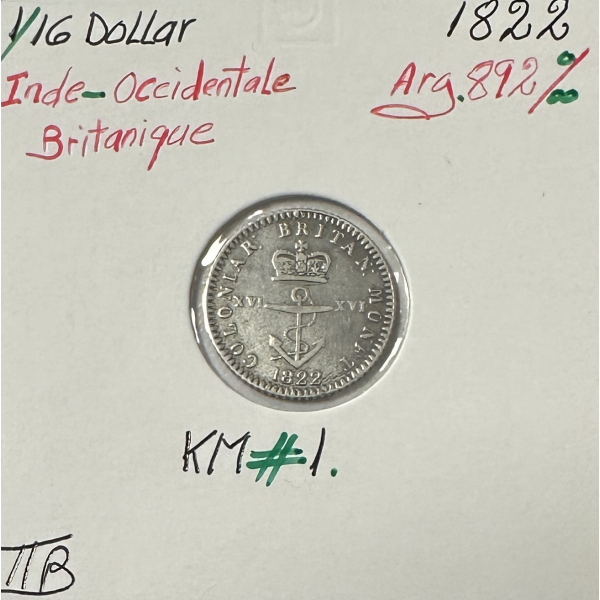 1/16 Dollar
1822
Inde-Occidentale
Arg. 892 ‰
Britanique
COLONIAR BRITAN MONET
XVI XVI
1822
KM#1.
TTB